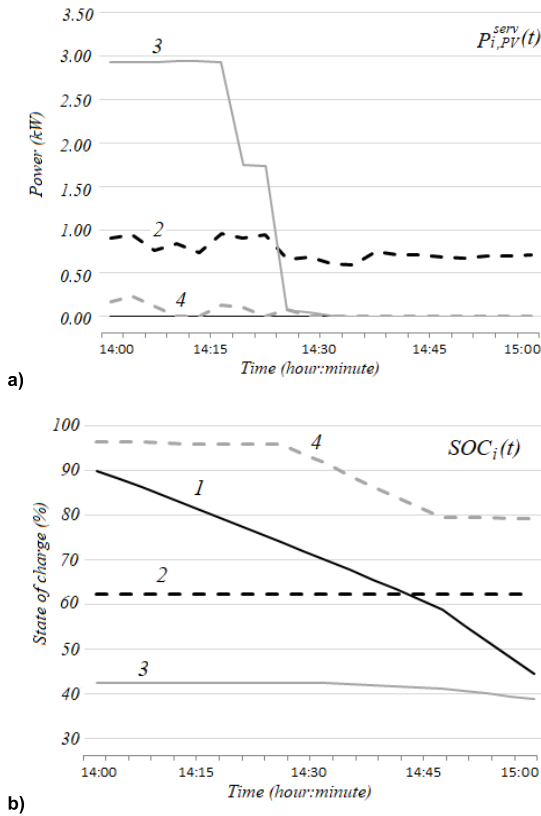 3.50
3.00
2.50
2.00
1.50
1.00
0.50
0.00
Power (kW)
P i,PV serv (t)
3
2
4
14:00 14:15 14:30 14:45 15:00
Time (hour:minute)
a)
100
90
80
70
60
50
40
30
State of charge (%)
SOC i (t)
4
1
2
3
14:00 14:15 14:30 14:45 15:00
Time (hour:minute)
b)